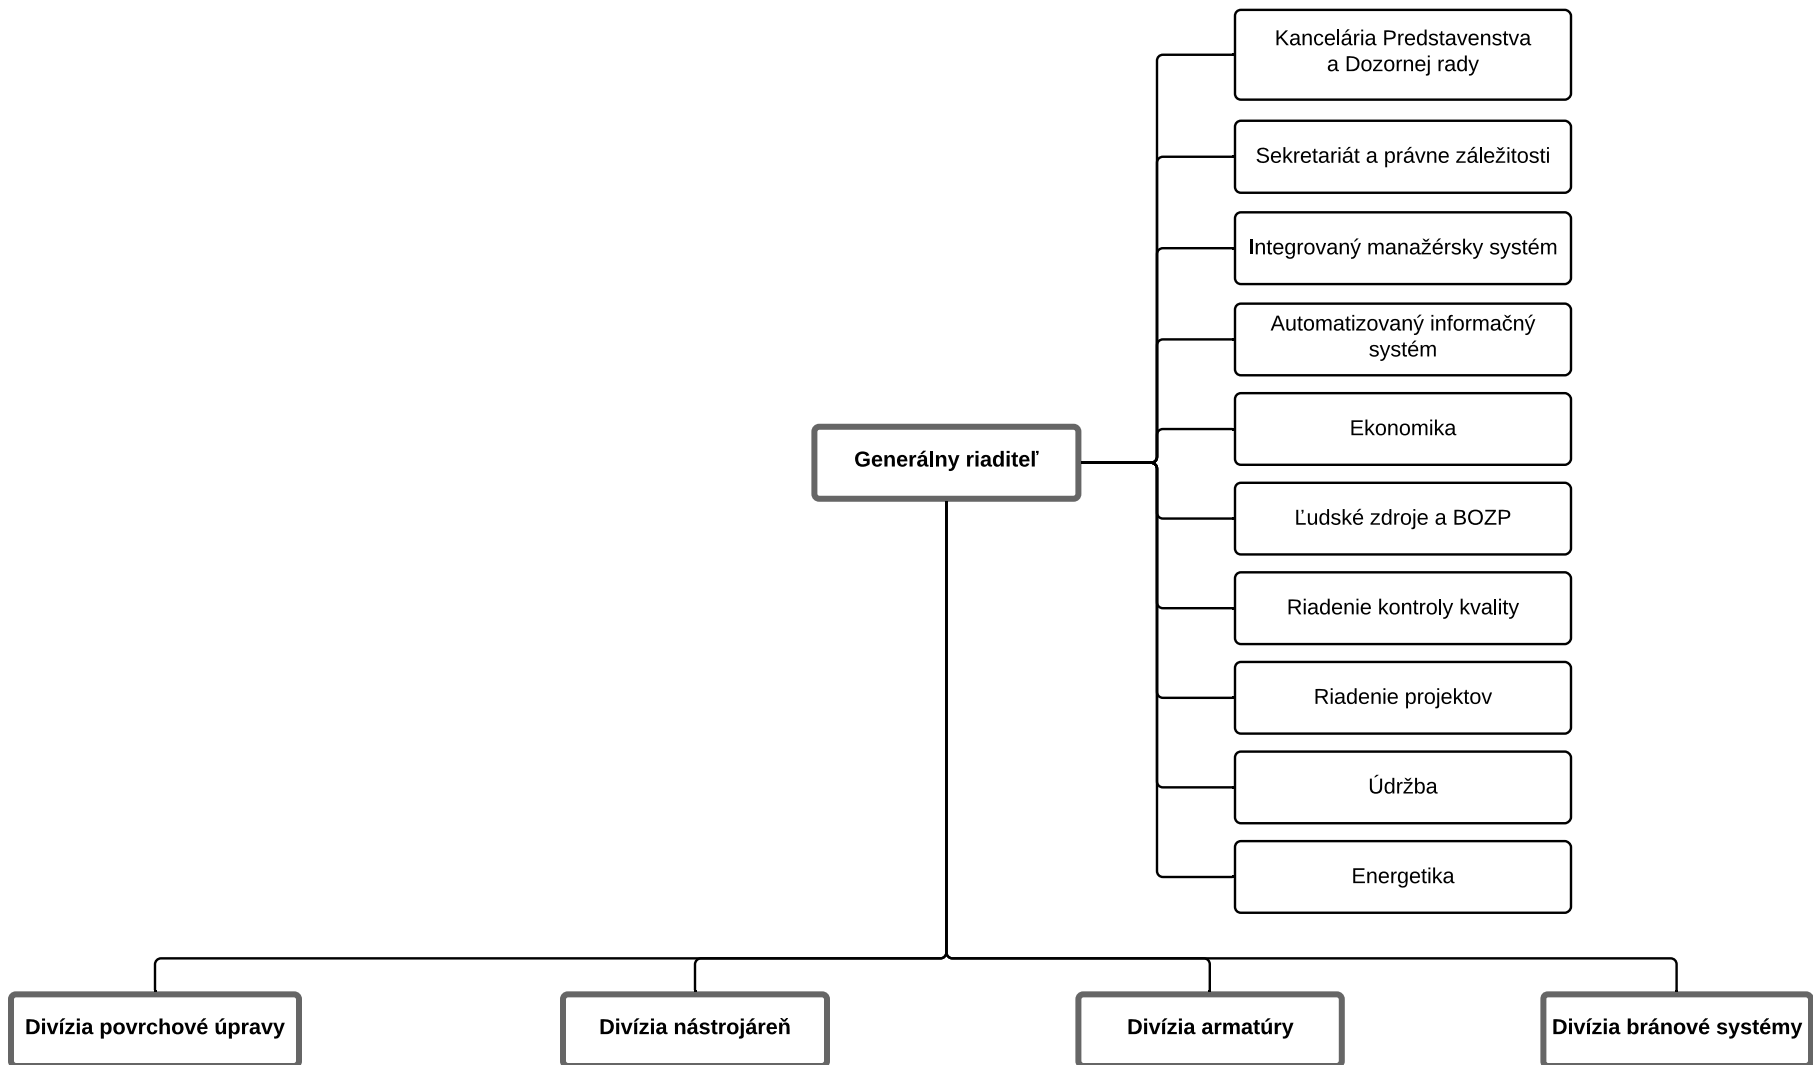 Kancelária Predstavenstva
a Dozornej rady
Sekretariát a právne záležitosti
Integrovaný manažérsky systém
Automatizovaný informačný
systém
Ekonomika
Generálny riaditeľ
Ľudské zdroje a BOZP
Riadenie kontroly kvality
Riadenie projektov
Údržba
Energetika
Divízia povrchové úpravy
Divízia nástrojáreň
Divízia armatúry
Divízia bránové systémy